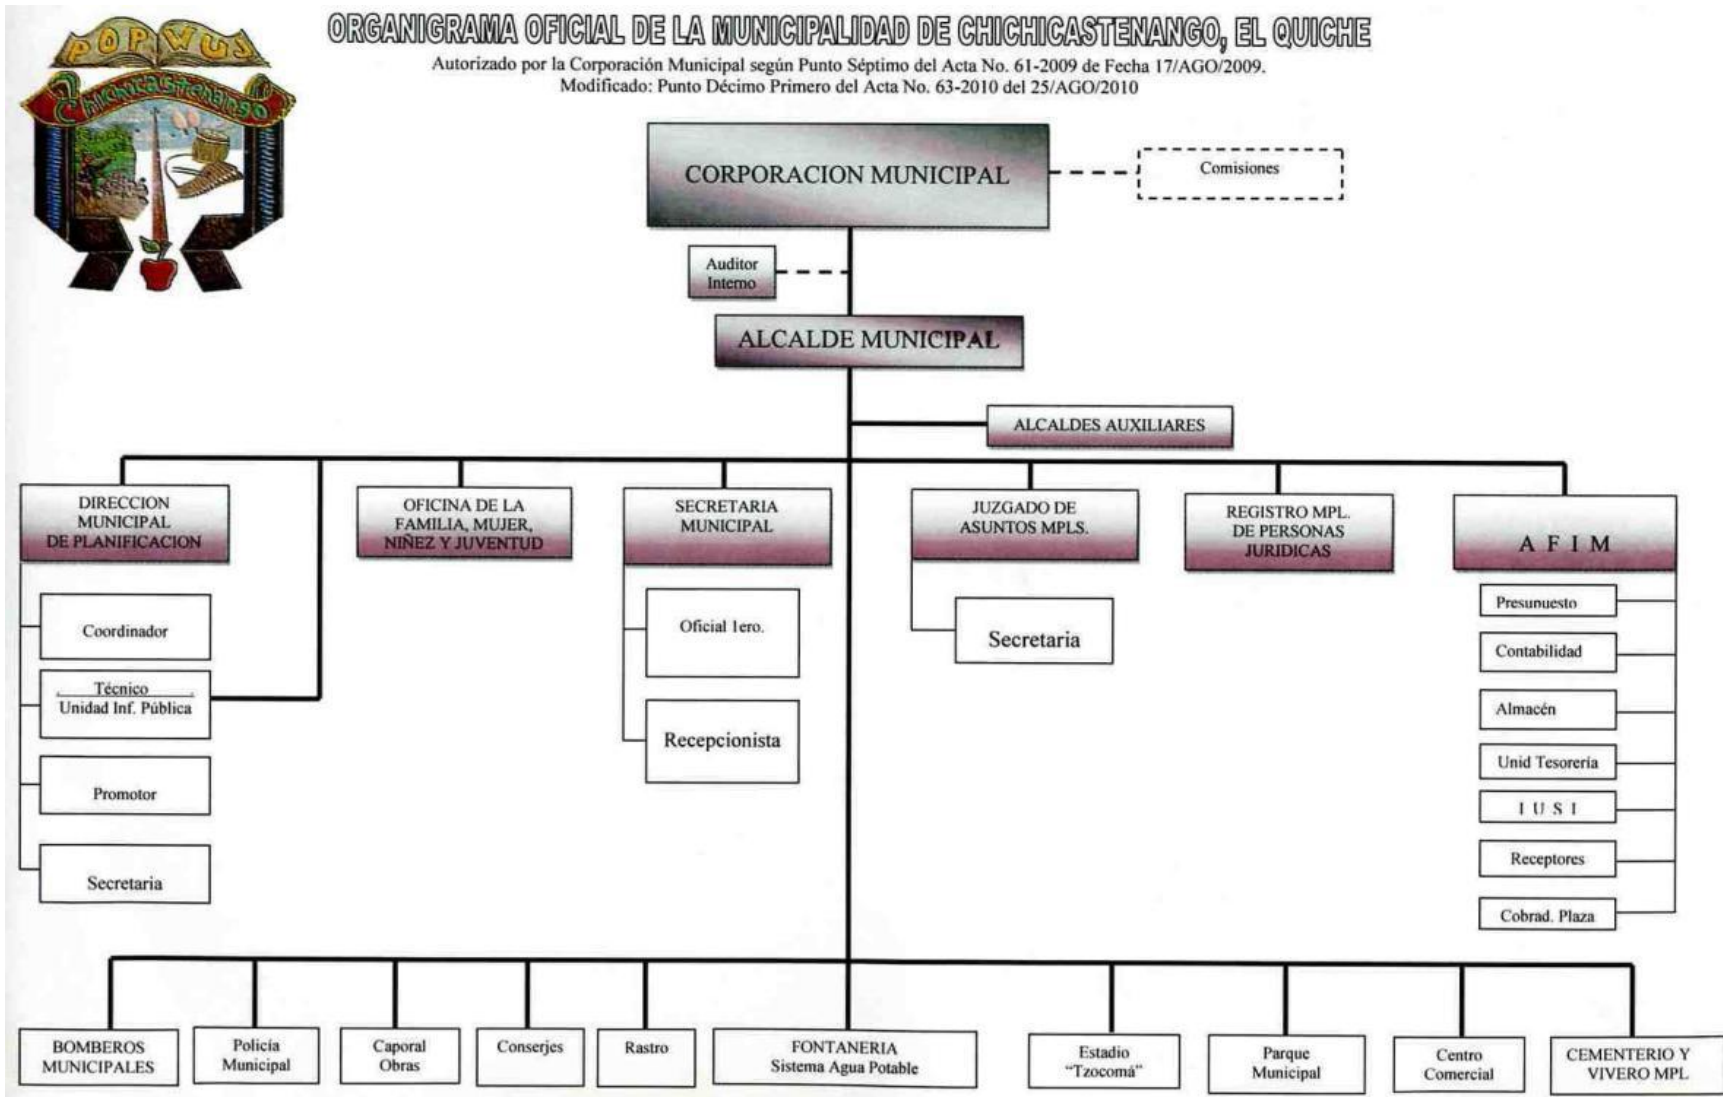 POP WUJ
Chichicastenango
ORGANIGRAMA OFICIAL DE LA MUNICIPALIDAD DE CHICHICASTENANGO, EL QUICHE
Autorizado por la Corporación Municipal según Punto Séptimo del Acta No. 61-2009 de Fecha 17/AGO/2009.
Modificado: Punto Décimo Primero del Acta No. 63-2010 del 25/AGO/2010
CORPORACION MUNICIPAL
Comisiones
Auditor
Interno
ALCALDE MUNICIPAL
ALCALDES AUXILIARES
DIRECCION
MUNICIPAL
DE PLANIFICACION
OFICINA DE LA
FAMILIA, MUJER,
NIÑEZ Y JUVENTUD
SECRETARIA
MUNICIPAL
JUZGADO DE
ASUNTOS MPLS.
REGISTRO MPL.
DE PERSONAS
JURIDICAS
A F I M
Coordinador
Técnico
Unidad Inf. Pública
Promotor
Secretaria
Oficial 1ero.
Recepcionista
Secretaria
Presupuesto
Contabilidad
Almacén
Unid Tesorería
I U S I
Receptores
Cobrad. Plaza
BOMBEROS
MUNICIPALES
Policía
Municipal
Caporal
Obras
Conserjes
Rastro
FONTANERIA
Sistema Agua Potable
Estadio
“Tzocomá”
Parque
Municipal
Centro
Comercial
CEMENTERIO Y
VIVERO MPL